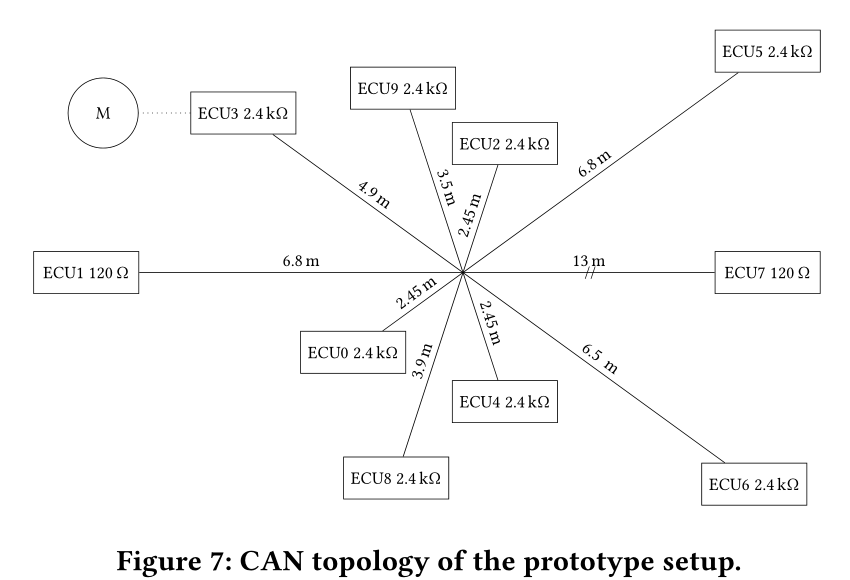 ECU5 2.4 kΩ
ECU9 2.4 kΩ
M
ECU3 2.4 kΩ
ECU2 2.4 kΩ
6.8 m
4.9 m
3.5 m
2.45 m
ECU1 120 Ω
6.8 m
13 m
ECU7 120 Ω
2.45 m
2.45 m
ECU0 2.4 kΩ
3.9 m
6.5 m
ECU4 2.4 kΩ
ECU8 2.4 kΩ
ECU6 2.4 kΩ
Figure 7: CAN topology of the prototype setup.